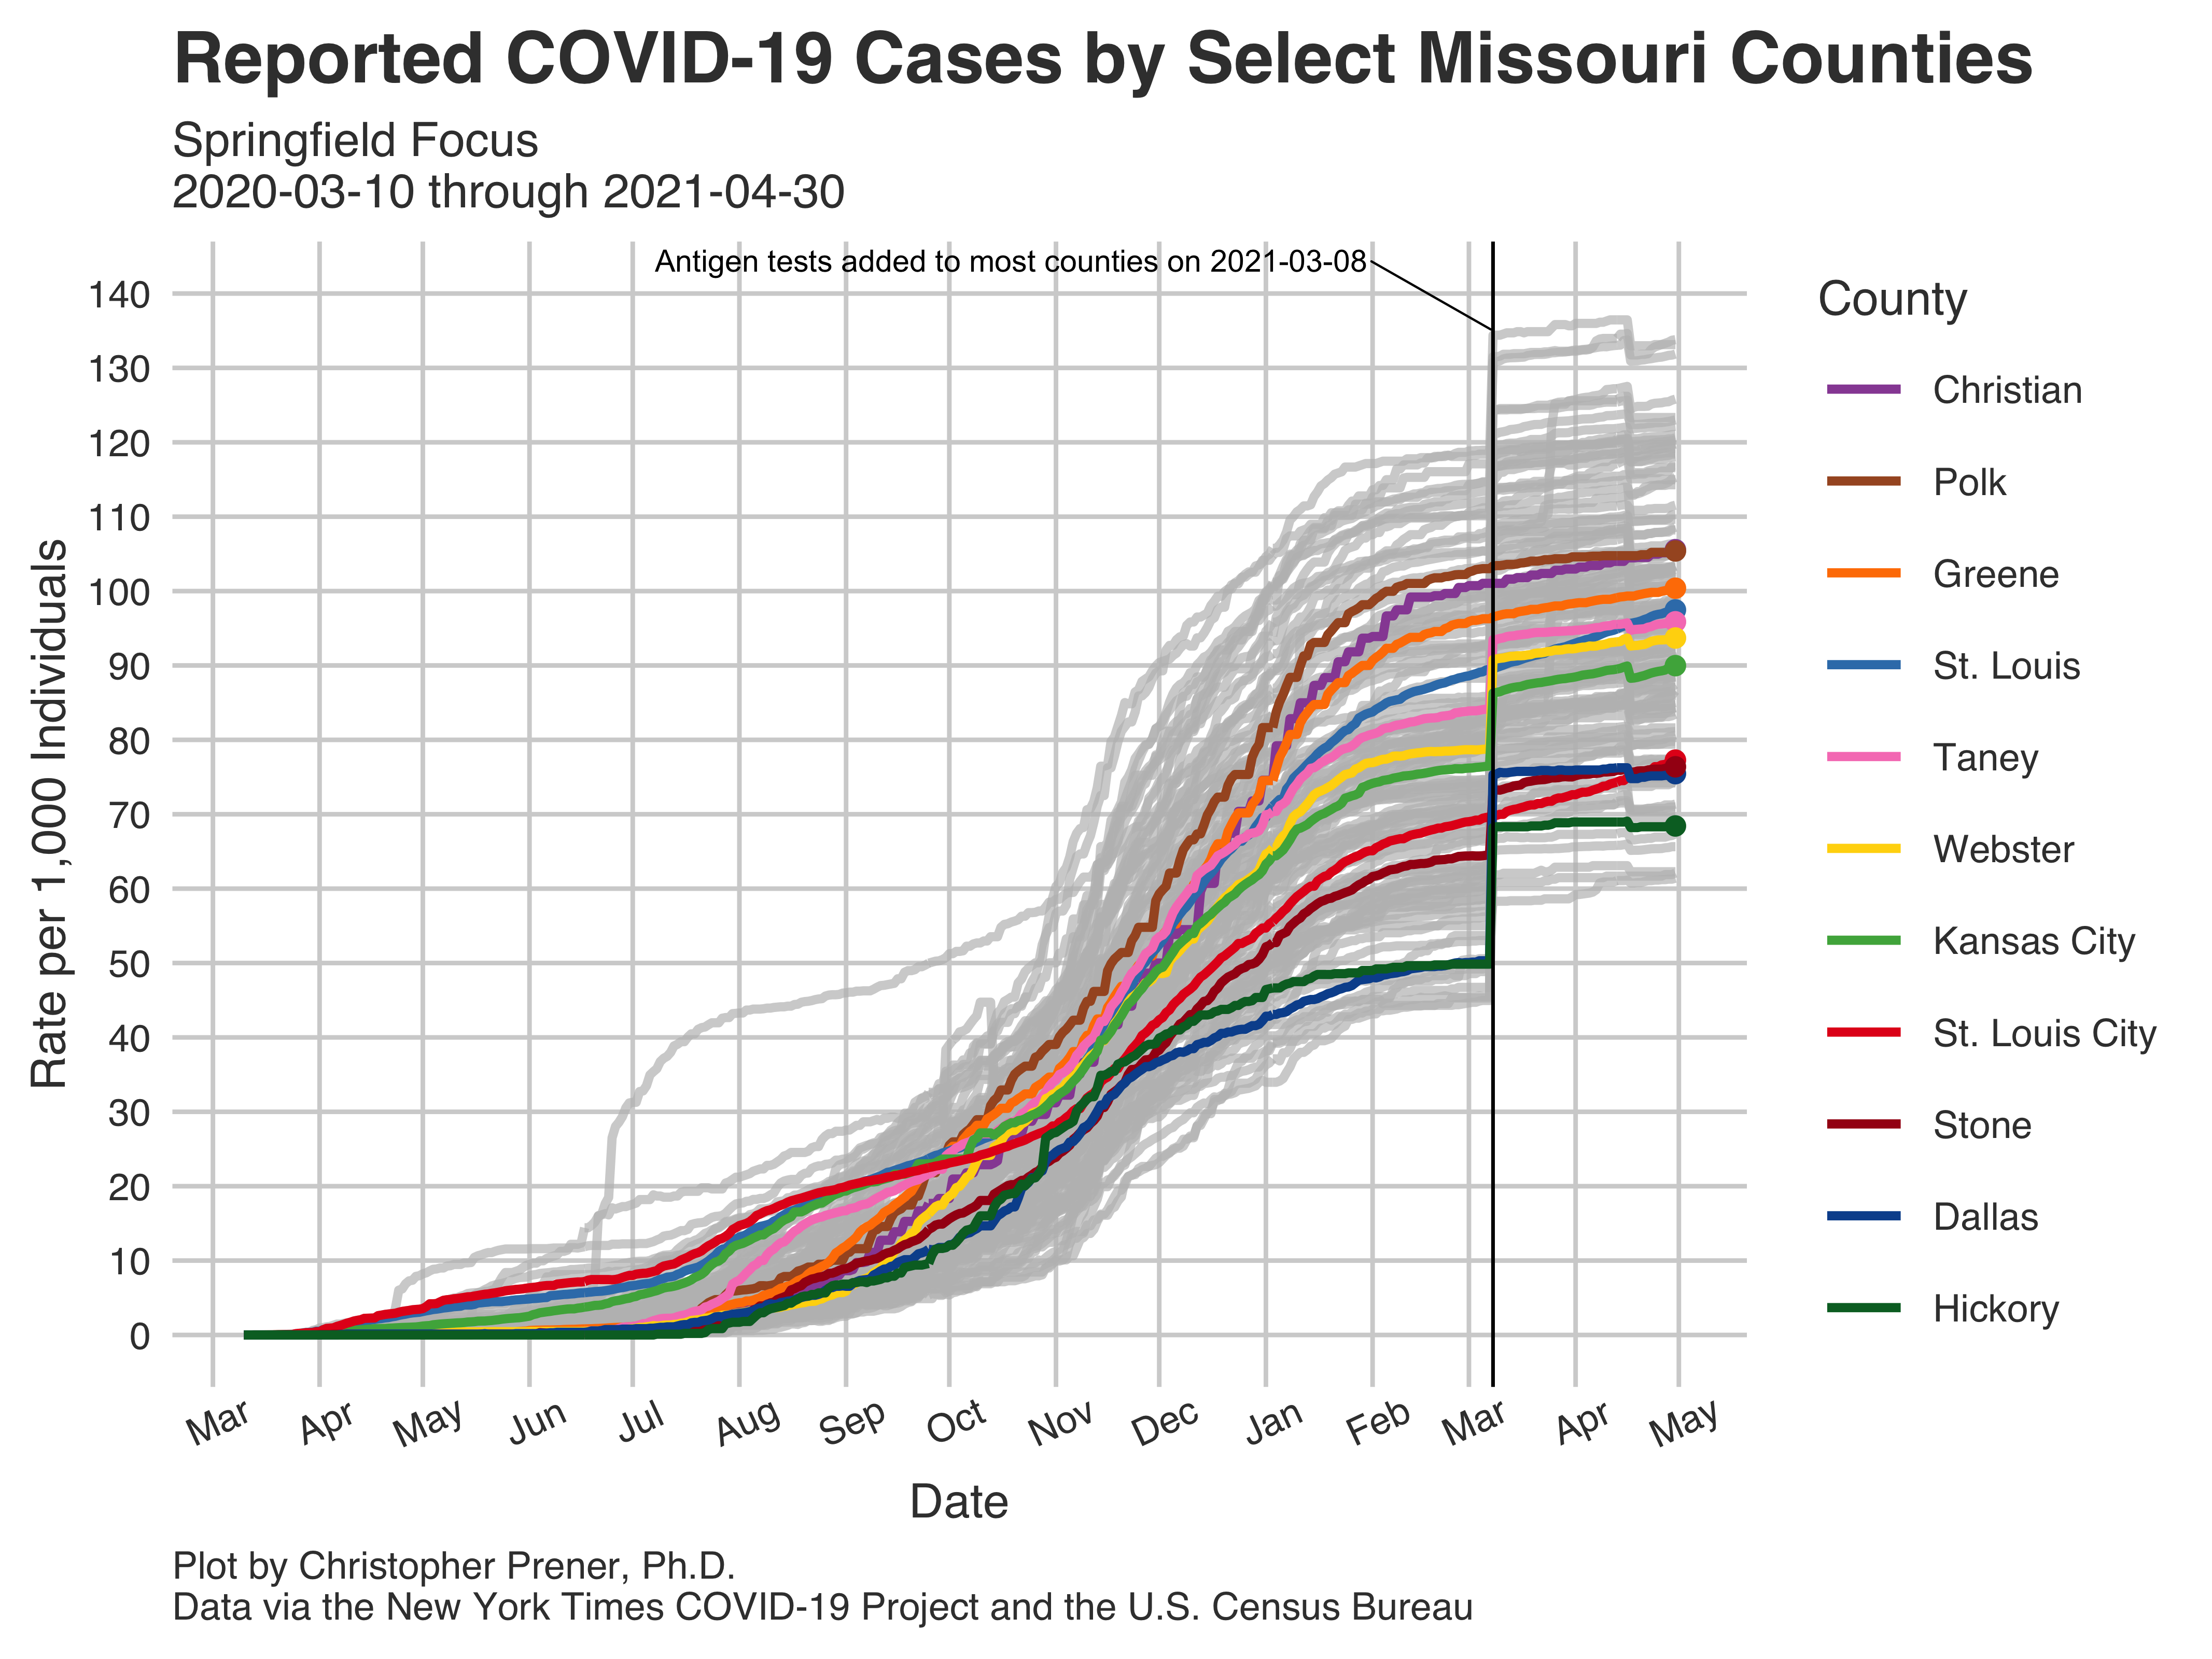 Reported COVID-19 Cases by Select Missouri Counties
Springfield Focus
2020-03-10 through 2021-04-30
Antigen tests added to most counties on 2021-03-08
Rate per 1,000 Individuals
140
130
120
110
100
90
80
70
60
50
40
30
20
10
0
Mar Apr May Jun Jul Aug Sep Oct Nov Dec Jan Feb Mar Apr May
Date
County
Christian
Polk
Greene
St. Louis
Taney
Webster
Kansas City
St. Louis City
Stone
Dallas
Hickory
Plot by Christopher Prener, Ph.D.
Data via the New York Times COVID-19 Project and the U.S. Census Bureau